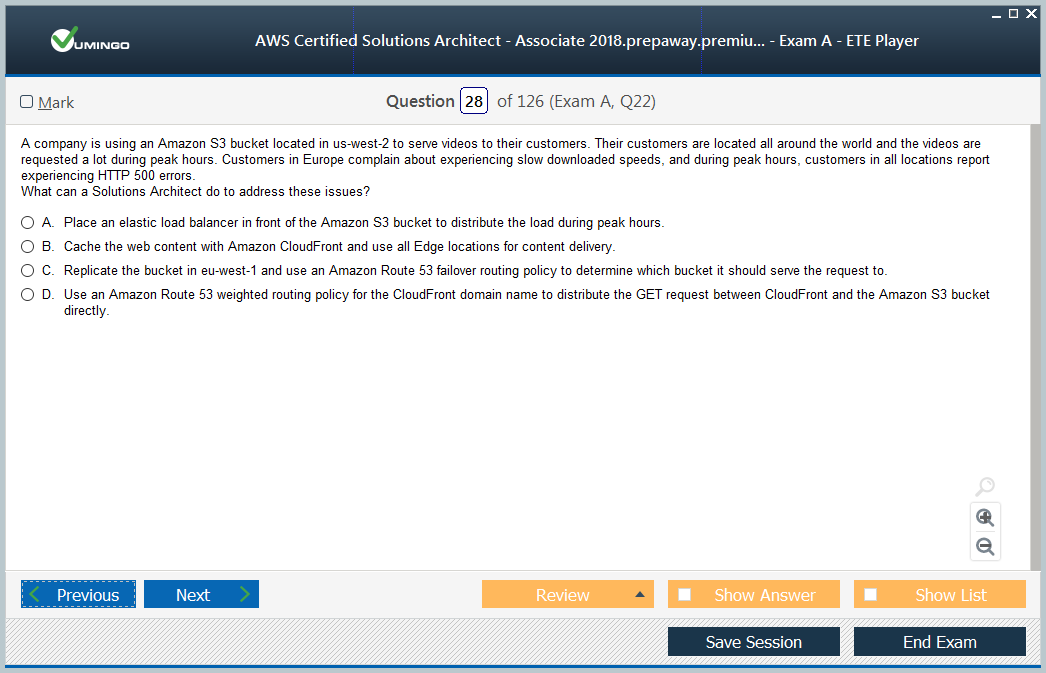 VUMINGO
AWS Certified Solutions Architect - Associate 2018.prepaway.premiu... - Exam A - ETE Player
Mark
Question 28 of 126 (Exam A, Q22)
A company is using an Amazon S3 bucket located in us-west-2 to serve videos to their customers. Their customers are located all around the world and the videos are
requested a lot during peak hours. Customers in Europe complain about experiencing slow downloaded speeds, and during peak hours, customers in all locations report
experiencing HTTP 500 errors.
What can a Solutions Architect do to address these issues?
A. Place an elastic load balancer in front of the Amazon S3 bucket to distribute the load during peak hours.
B. Cache the web content with Amazon CloudFront and use all Edge locations for content delivery.
C. Replicate the bucket in eu-west-1 and use an Amazon Route 53 failover routing policy to determine which bucket it should serve the request to.
D. Use an Amazon Route 53 weighted routing policy for the CloudFront domain name to distribute the GET request between CloudFront and the Amazon S3 bucket
directly.
Previous Next Review Show Answer Show List
Save Session End Exam